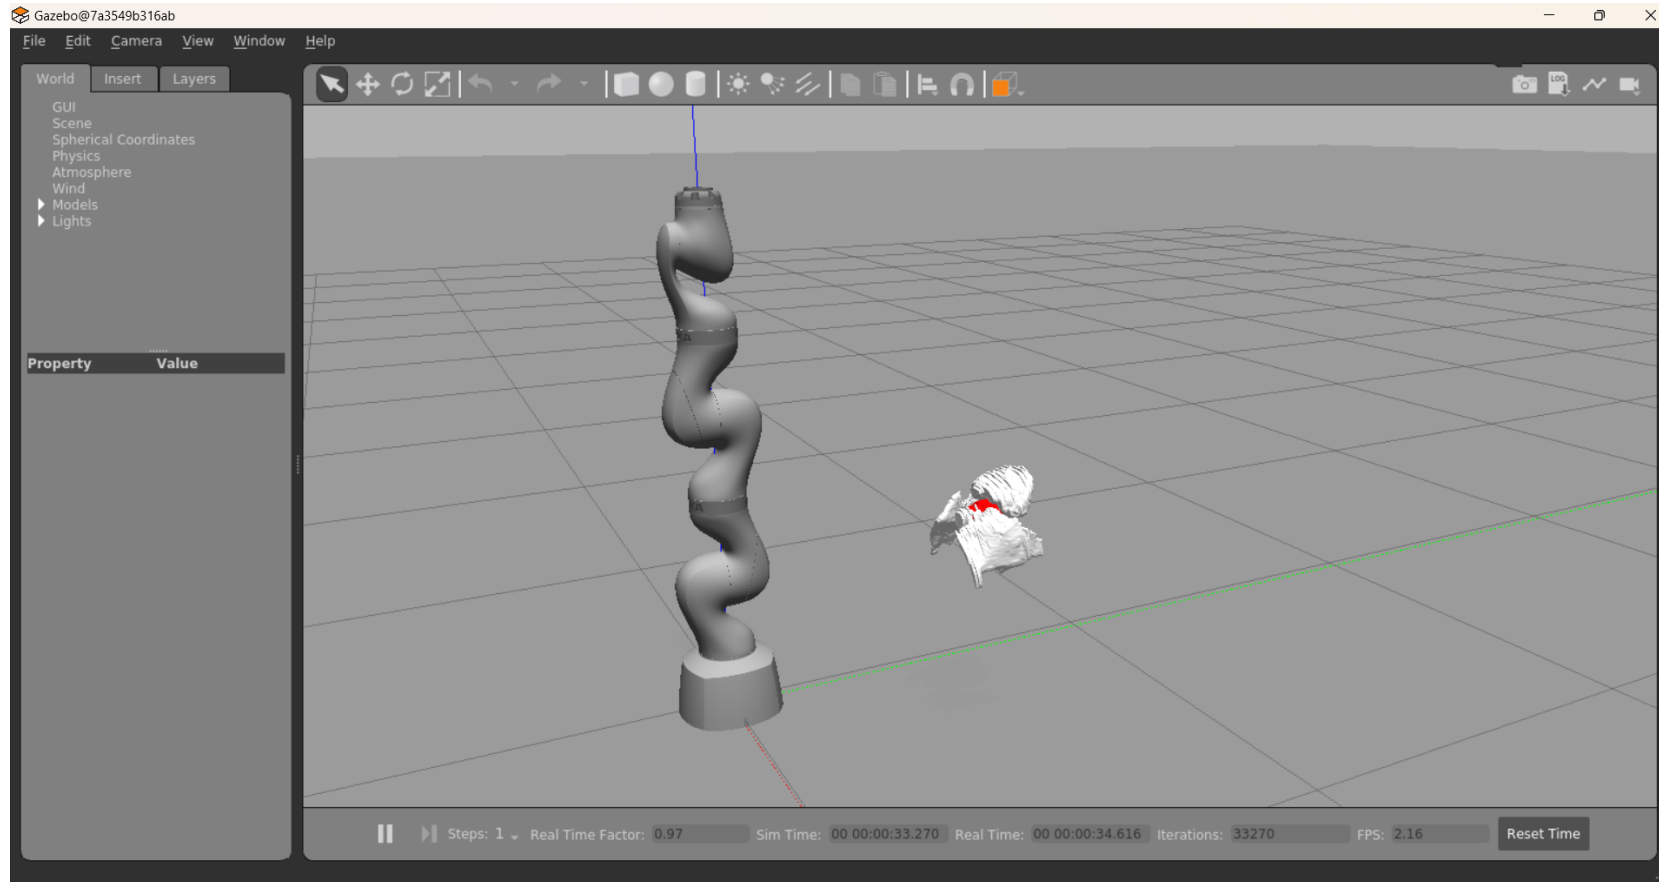 Gazebo@7a3549b316ab
File Edit Camera View Window Help
World Insert Layers
LOG
GUI
Scene
Spherical Coordinates
Physics
Atmosphere
Wind
Models
Lights
Property Value
Steps: 1 Real Time Factor: 0.97 Sim Time: 00 00:00:33.270 Real Time: 00 00:00:34.616 Iterations: 33270 FPS: 2.16 Reset Time